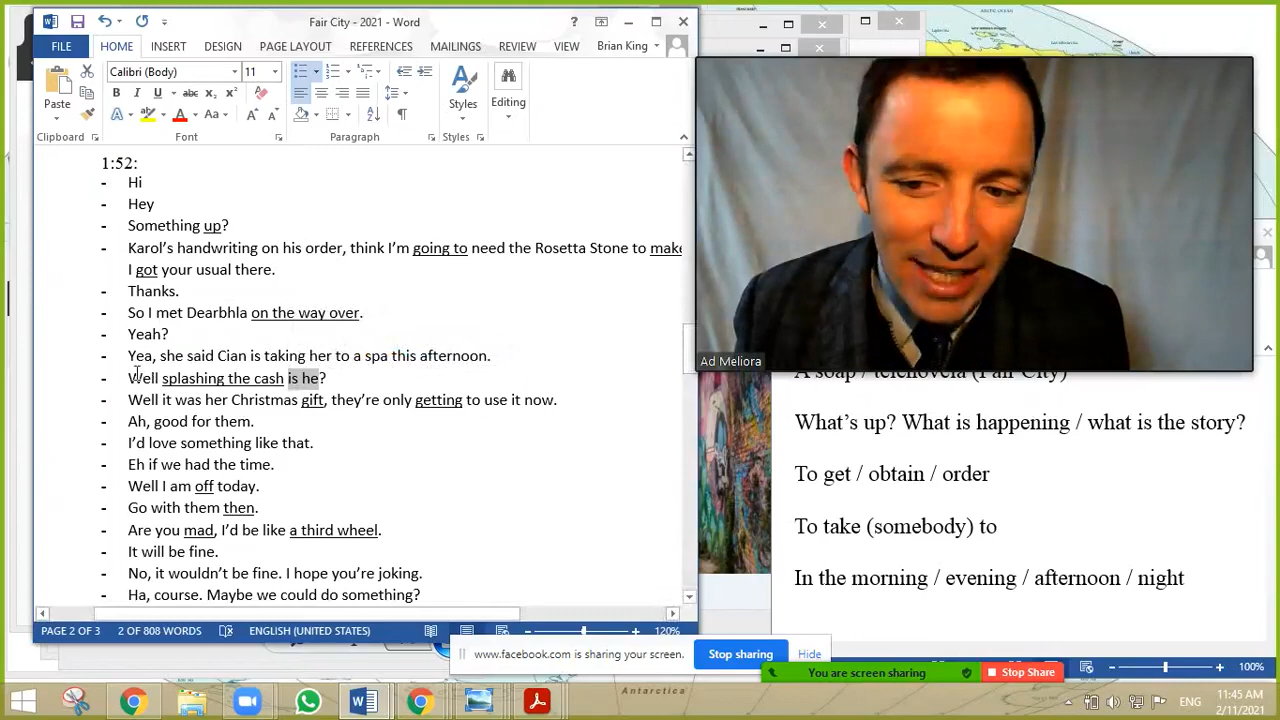 Fair City - 2021 - Word
FILE HOME INSERT DESIGN PAGE LAYOUT REFERENCES MAILINGS REVIEW VIEW Brian King
Calibri (Body) 11
Paste Styles Editing
Clipboard Font Paragraph Styles
1:52:
- Hi
- Hey
- Something up?
- Karol's handwriting on his order, think I'm going to need the Rosetta Stone to make
I got your usual there.
- Thanks.
- So I met Dearbhla on the way over.
- Yeah?
- Yea, she said Cian is taking her to a spa this afternoon.
- Well splashing the cash is he?
- Well it was her Christmas gift, they're only getting to use it now.
- Ah, good for them.
- I'd love something like that.
- Eh if we had the time.
- Well I am off today.
- Go with them then.
- Are you mad, I'd be like a third wheel.
- It will be fine.
- No, it wouldn't be fine. I hope you're joking.
- Ha, course. Maybe we could do something?
PAGE 2 OF 3 2 OF 808 WORDS ENGLISH (UNITED STATES) 120%
Ad Meliora
A soap / telenovela (Fair City)
What's up? What is happening / what is the story?
To get / obtain / order
To take (somebody) to
In the morning / evening / afternoon / night
100%
www.facebook.com is sharing your screen. Stop sharing Hide
You are screen sharing Stop Share
Antarctica
ENG
11:45 AM
2/11/2021